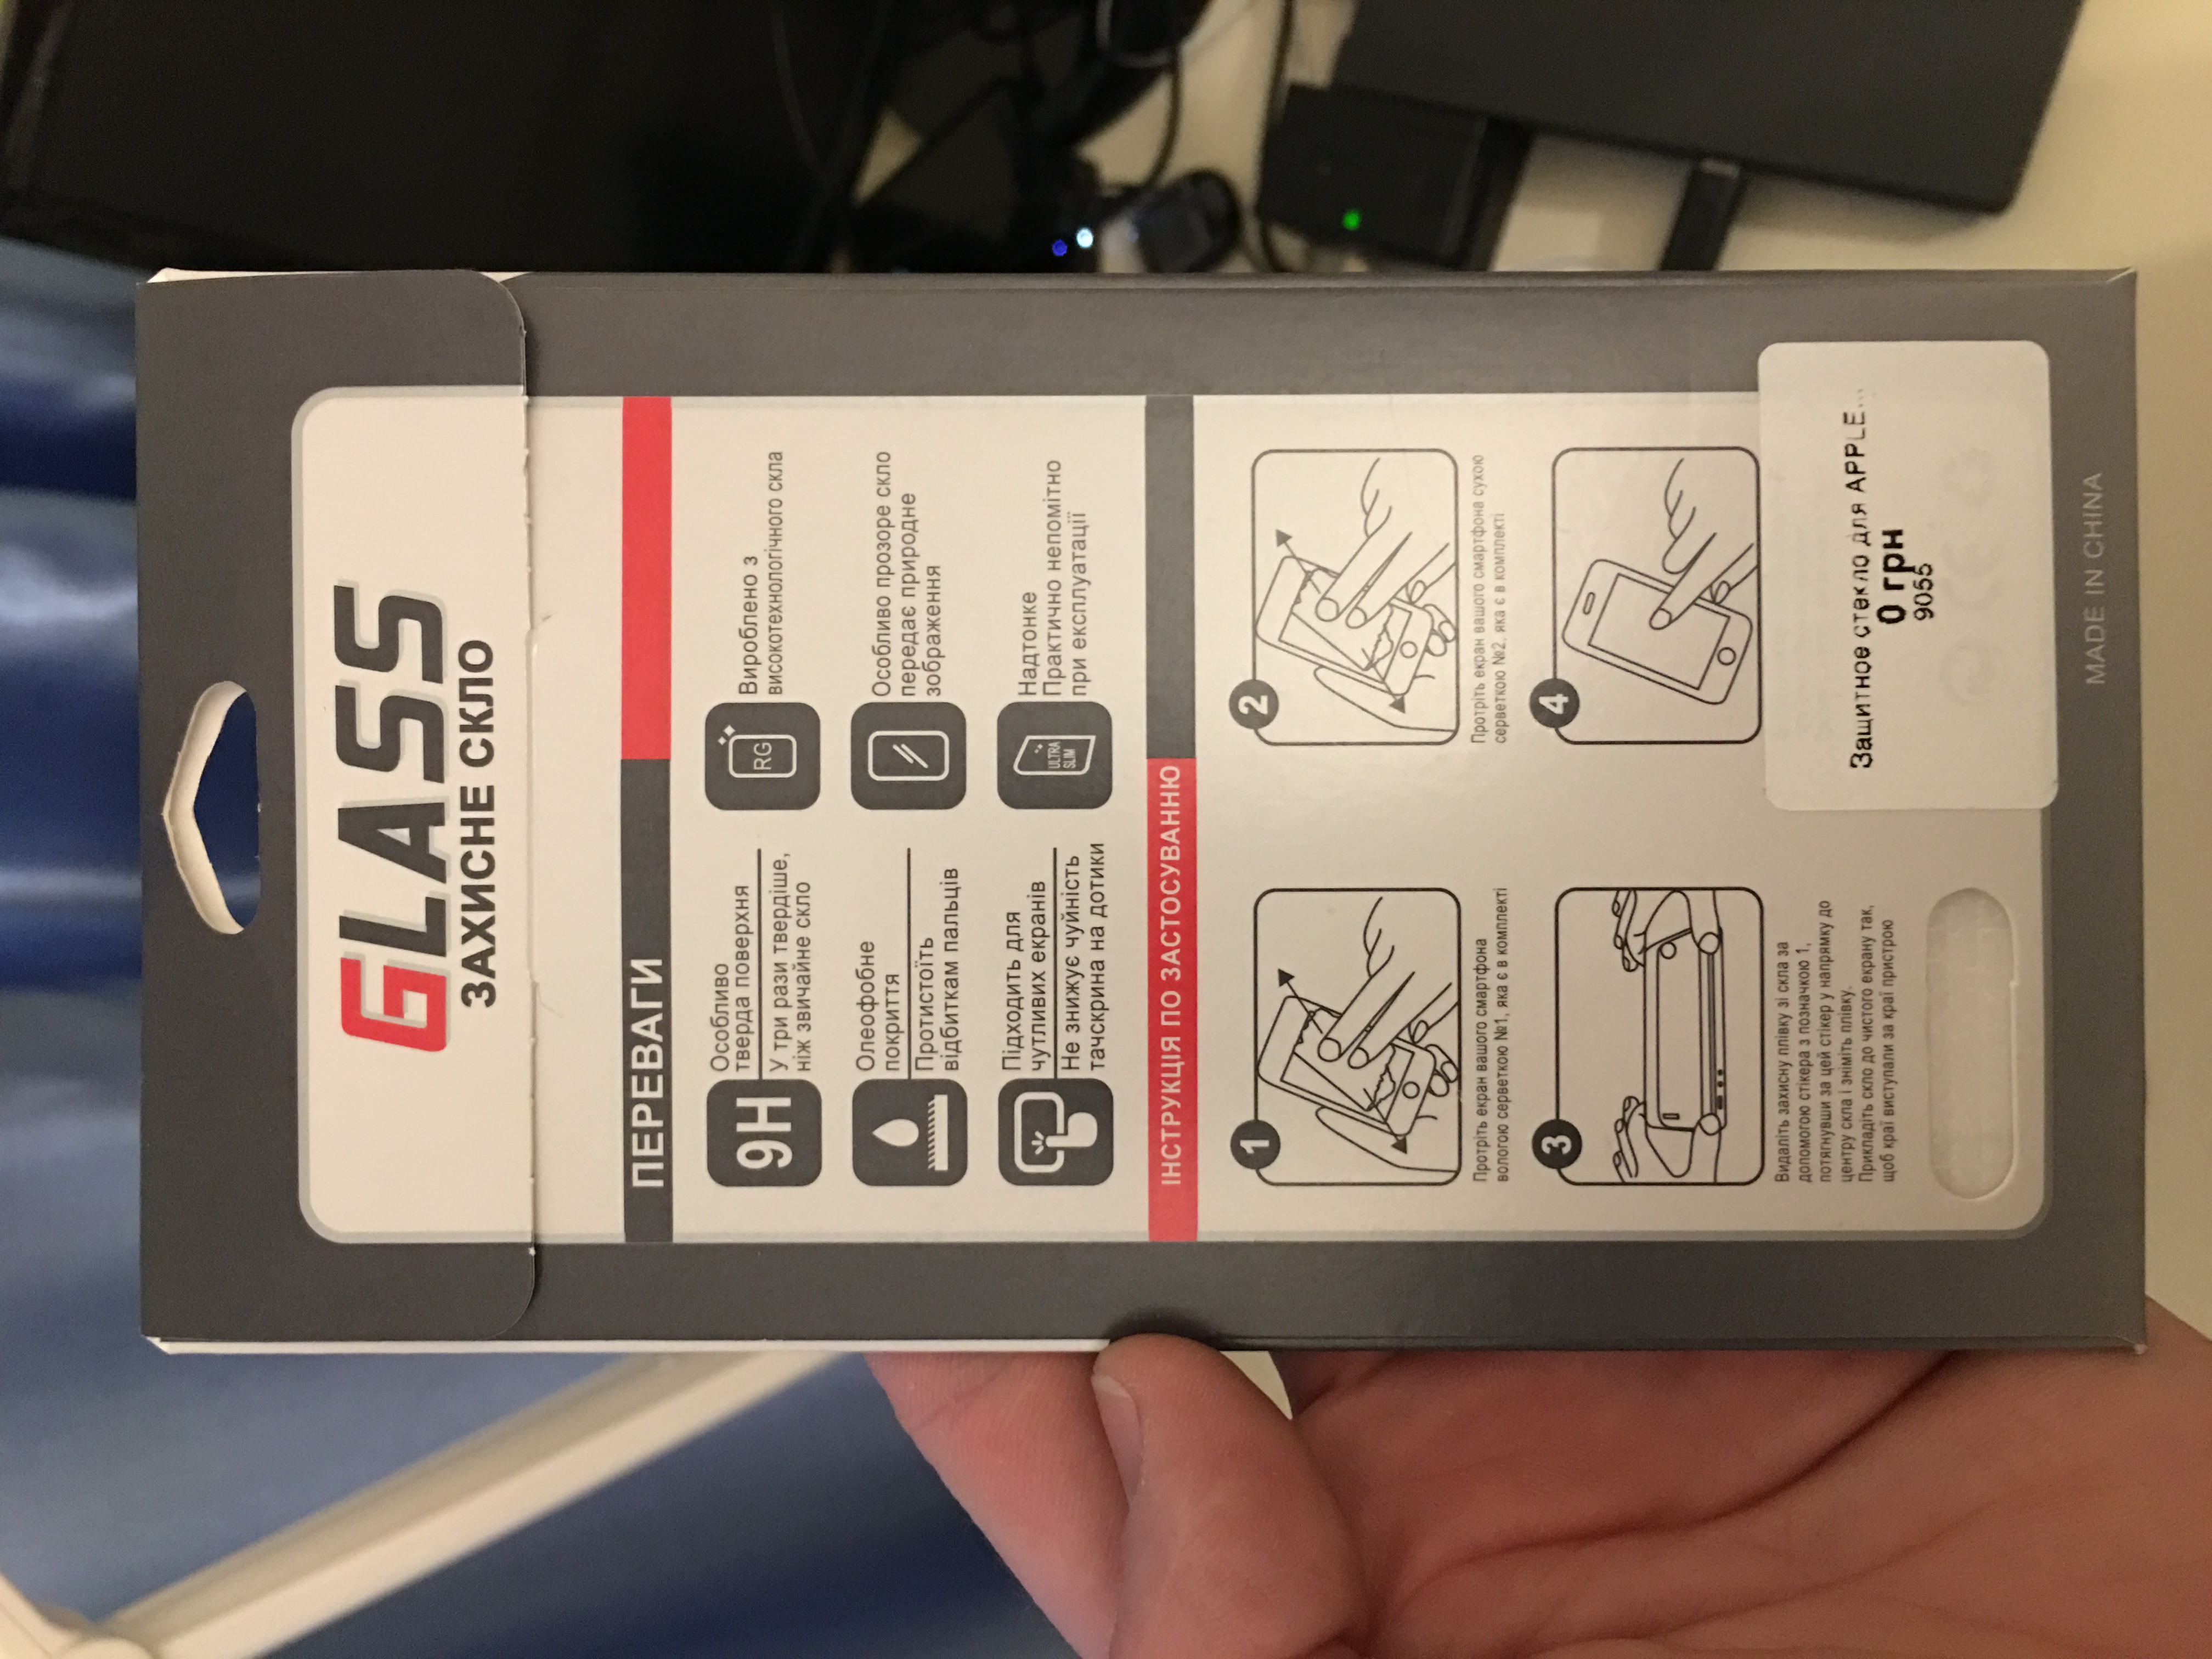 GLASS
ЗАХИСНЕ СКЛО
ПЕРЕВАГИ
9H
Особливо
тверда поверхня
У три рази твердіше,
ніж звичайне скло
RG
Вироблено з
високотехнологічного скла
Олеофобне
покриття
Протистоїть
відбиткам пальців
Особливо прозоре скло
передає природне
зображення
Підходить для
чутливих екранів
Не знижує чуйність
тачскрина на дотики
ULTRA
SLIM
Надтонке
Практично непомітно
при експлуатації
ІНСТРУКЦІЯ ПО ЗАСТОСУВАННЮ
1
Протріть екран вашого смартфона
вологою серветкою №1, яка є в комплекті
2
Протріть екран вашого смартфона сухою
серветкою №2, яка є в комплекті
3
Видаліть захисну плівку зі скла за
допомогою стікера з позначкою 1,
потягнувши за цей стікер у напрямку до
центру скла і зніміть плівку.
Прикладіть скло до чистого екрану так,
щоб краї виступали за краї пристрою
4
Защитное стекло для APPLE...
0 грн
9055
MADE IN CHINA